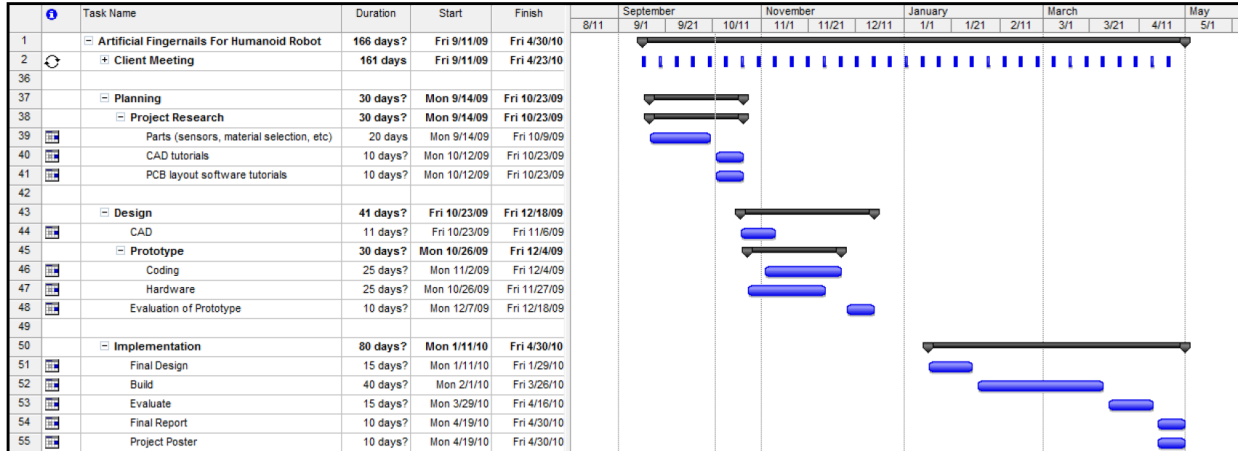 Task Name Duration Start Finish September November January March May
8/11 9/1 9/21 10/11 11/1 11/21 12/11 1/1 1/21 2/11 3/1 3/21 4/11 5/1
1 Artificial Fingernails For Humanoid Robot 166 days? Fri 9/11/09 Fri 4/30/10
2 Client Meeting 161 days Fri 9/11/09 Fri 4/23/10
36
37 Planning 30 days? Mon 9/14/09 Fri 10/23/09
38 Project Research 30 days? Mon 9/14/09 Fri 10/23/09
39 Parts (sensors, material selection, etc) 20 days Mon 9/14/09 Fri 10/9/09
40 CAD tutorials 10 days? Mon 10/12/09 Fri 10/23/09
41 PCB layout software tutorials 10 days? Mon 10/12/09 Fri 10/23/09
42
43 Design 41 days? Fri 10/23/09 Fri 12/18/09
44 CAD 11 days? Fri 10/23/09 Fri 11/6/09
45 Prototype 30 days? Mon 10/26/09 Fri 12/4/09
46 Coding 25 days? Mon 11/2/09 Fri 12/4/09
47 Hardware 25 days? Mon 10/26/09 Fri 11/27/09
48 Evaluation of Prototype 10 days? Mon 12/7/09 Fri 12/18/09
49
50 Implementation 80 days? Mon 1/11/10 Fri 4/30/10
51 Final Design 15 days? Mon 1/11/10 Fri 1/29/10
52 Build 40 days? Mon 2/1/10 Fri 3/26/10
53 Evaluate 15 days? Mon 3/29/10 Fri 4/16/10
54 Final Report 10 days? Mon 4/19/10 Fri 4/30/10
55 Project Poster 10 days? Mon 4/19/10 Fri 4/30/10